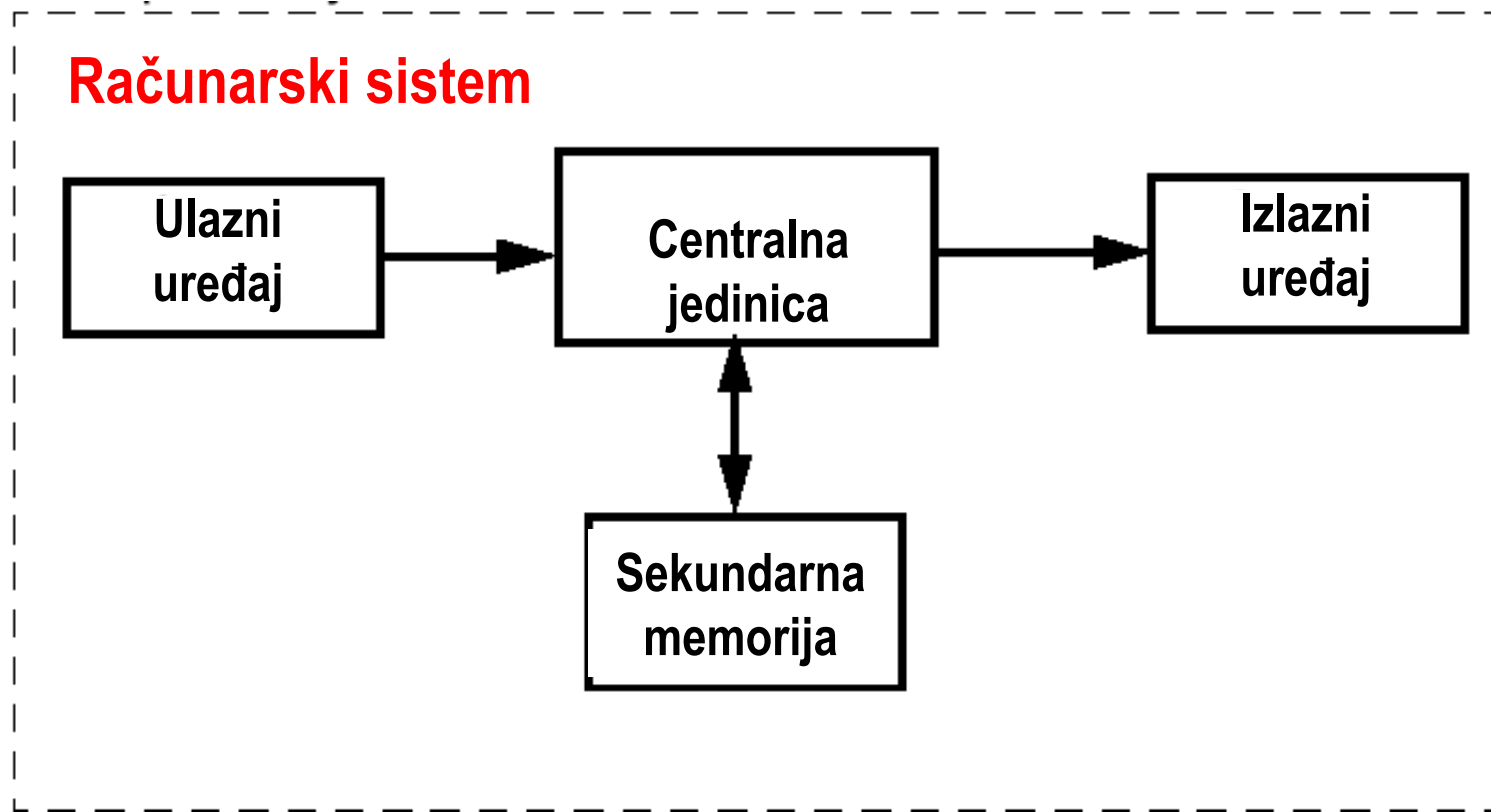 Računarski sistem
Ulazni
uređaj
Centralna
jedinica
Izlazni
uređaj
Sekundarna
memorija